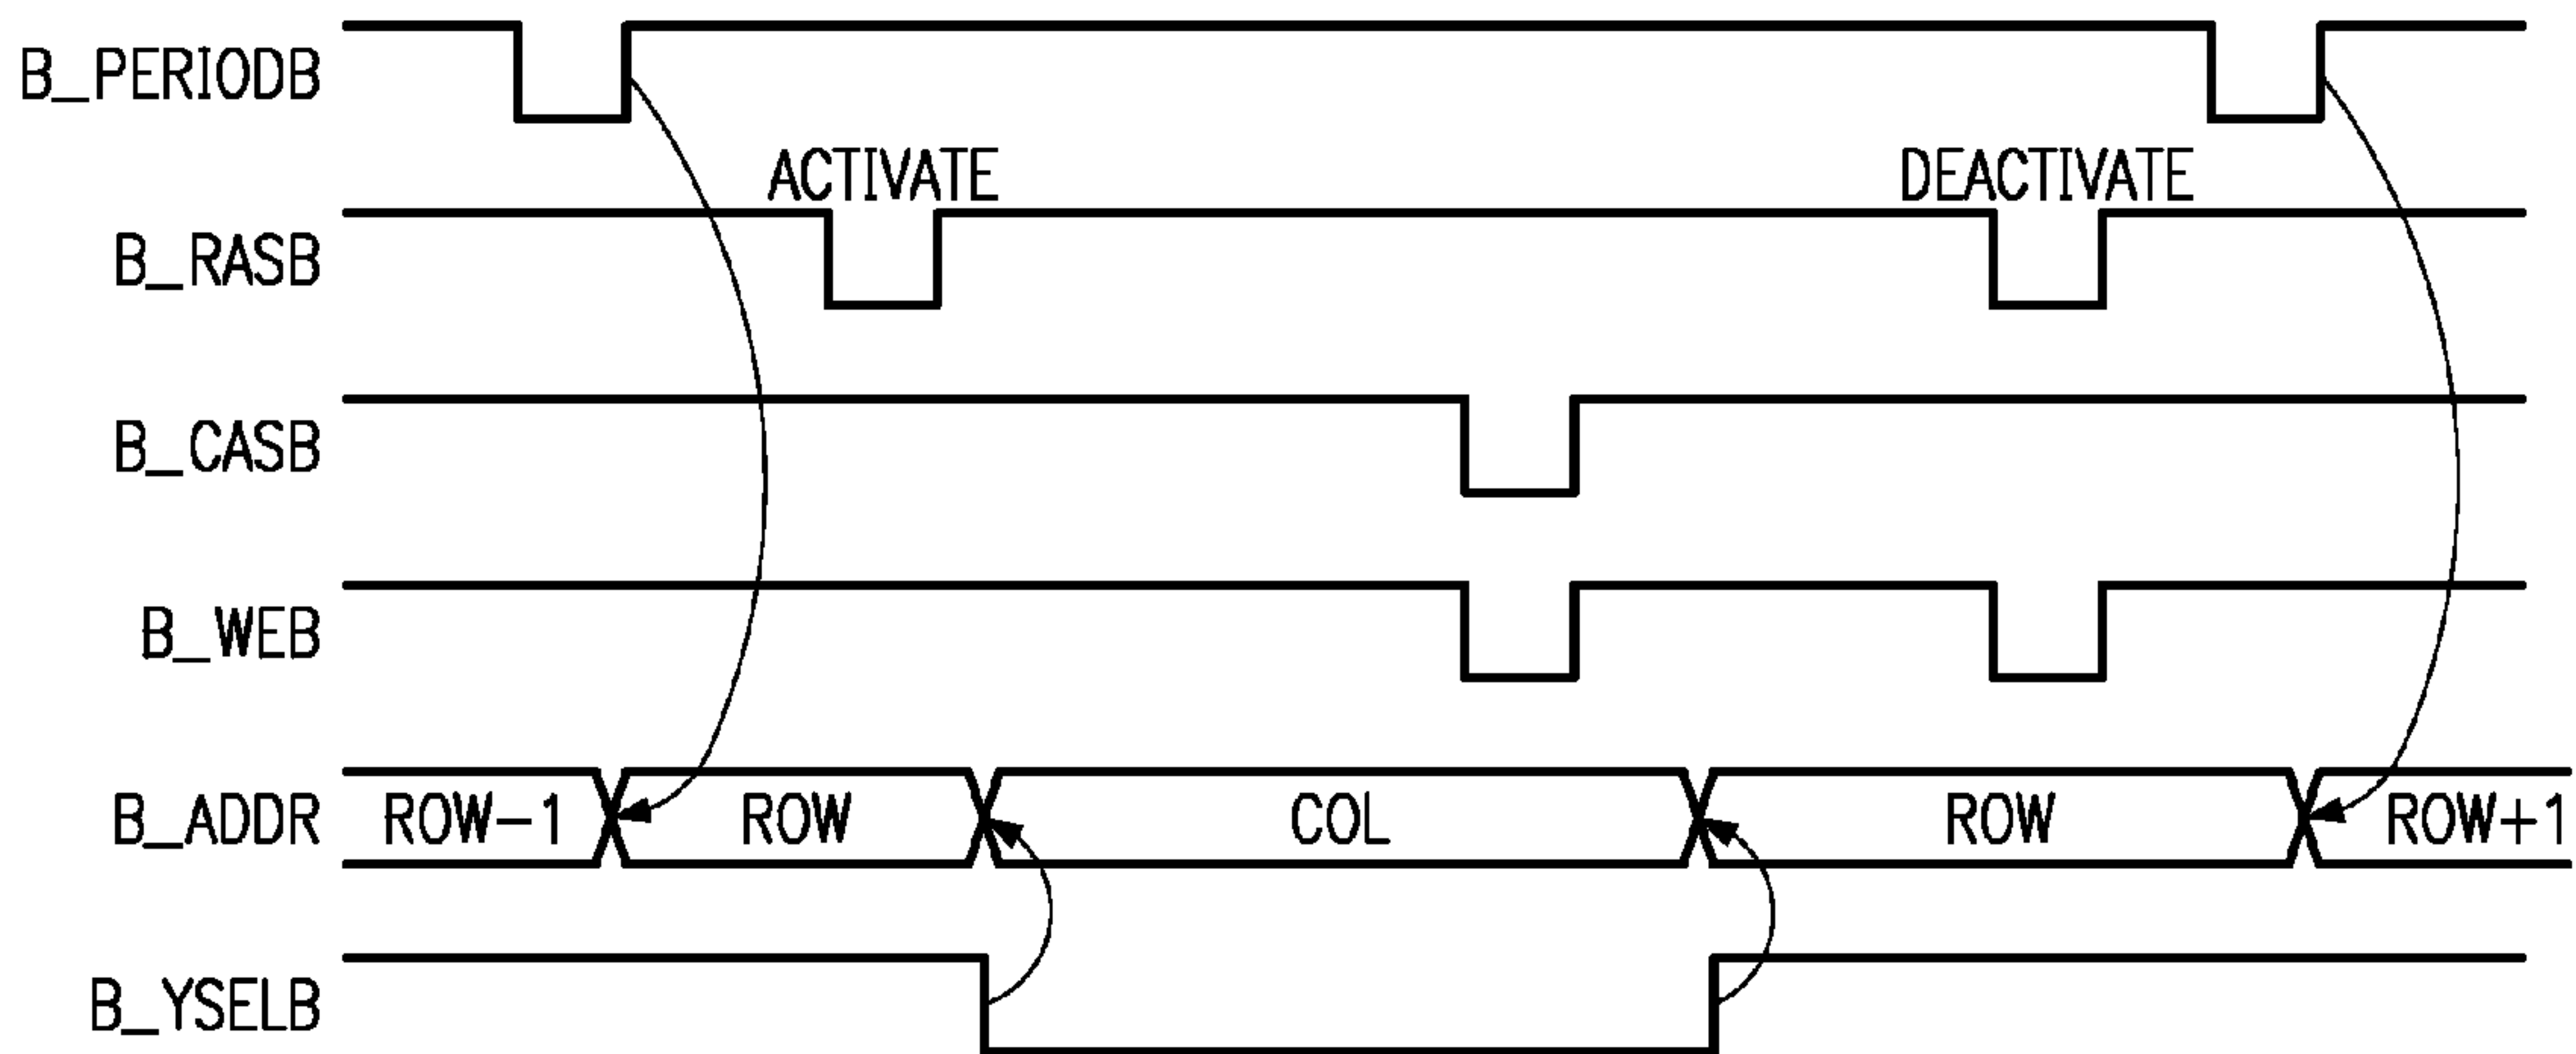 B_PERIODB
ACTIVATE DEACTIVATE
B_RASB
B_CASB
B_WEB
B_ADDR ROW-1 ROW COL ROW ROW+1
B_YSELB